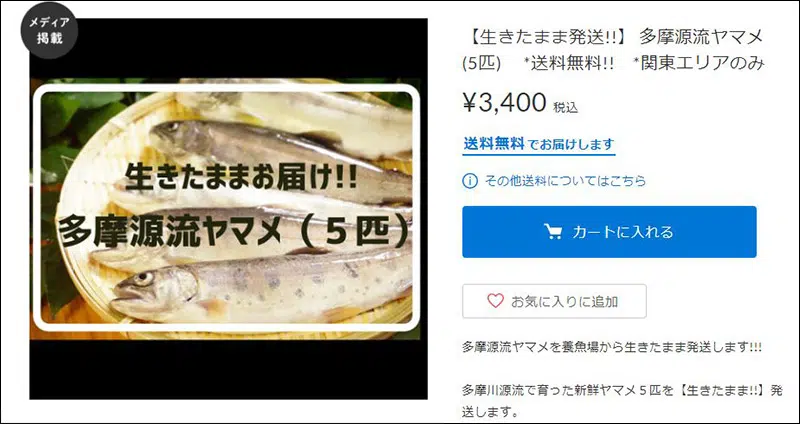 メディア
掲載
生きたままお届け!!
多摩源流ヤマメ(5匹)
【生きたまま発送!!】 多摩源流ヤマメ
(5匹)　*送料無料!!　*関東エリアのみ
¥3,400 税込
送料無料でお届けします
その他送料についてはこちら
カートに入れる
お気に入りに追加
多摩源流ヤマメを養魚場から生きたまま発送します!!!
多摩川源流で育った新鮮ヤマメ5匹を【生きたまま!!】発
送します。